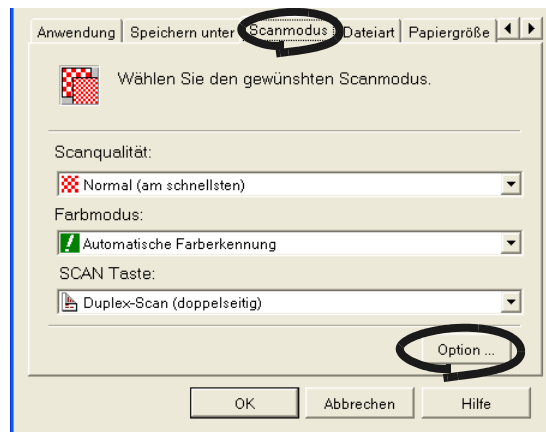 Anwendung Speichern unter Scanmodus Dateiart Papiergröße
Wählen Sie den gewünshten Scanmodus.
Scanqualität:
Normal (am schnellsten)
Farbmodus:
Automatische Farberkennung
SCAN Taste:
Duplex-Scan (doppelseitig)
Option ...
OK Abbrechen Hilfe